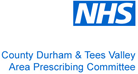 NHS
County Durham & Tees Valley
Area Prescribing Committee